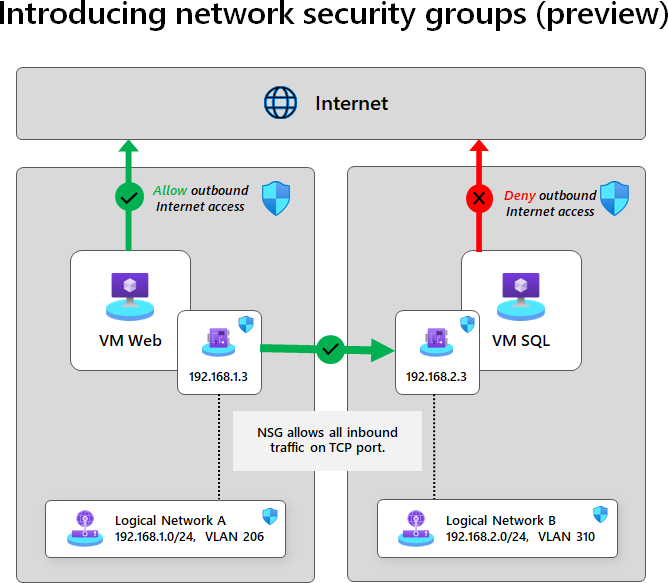 Introducing network security groups (preview)
Internet
Allow outbound
Internet access
Deny outbound
Internet access
VM Web
VM SQL
192.168.1.3
192.168.2.3
NSG allows all inbound
traffic on TCP port.
Logical Network A
192.168.1.0/24, VLAN 206
Logical Network B
192.168.2.0/24, VLAN 310